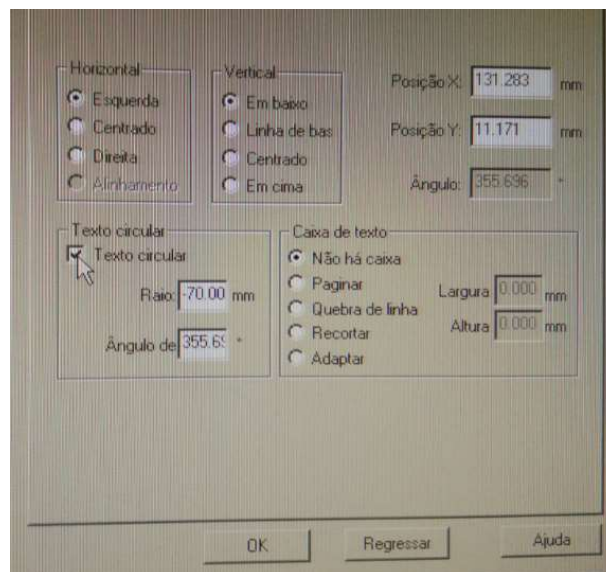 Horizontal
Esquerda
Centrado
Direita
Alinhamento
Vertical
Em baixo
Linha de bas
Centrado
Em cima
Posição X: 131.283 mm
Posição Y: 11.171 mm
Ângulo: 355.696 °
Texto circular
Texto circular
Raio: -70.00 mm
Ângulo de 355.69 °
Caixa de texto
Não há caixa
Paginar
Quebra de linha
Recortar
Adaptar
Largura 0.000 mm
Altura 0.000 mm
OK
Regressar
Ajuda